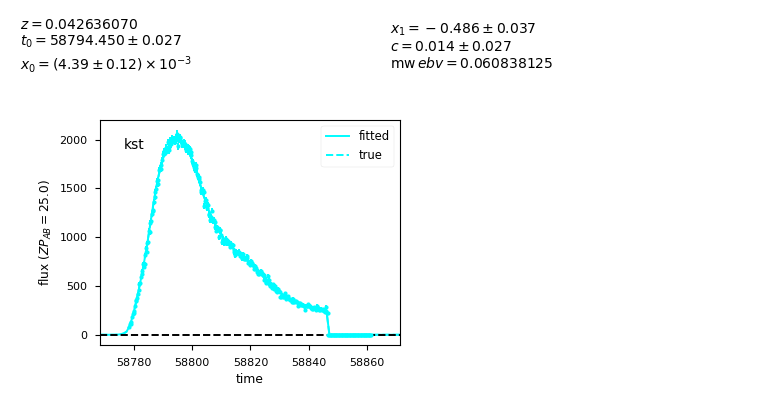 z = 0.042636070
t₀ = 58794.450 ± 0.027
x₀ = (4.39 ± 0.12) × 10⁻³
x₁ = −0.486 ± 0.037
c = 0.014 ± 0.027
mw ebv = 0.060838125
kst
fitted
true
2000
1500
1000
500
0
flux (ZP_AB = 25.0)
58780 58800 58820 58840 58860
time